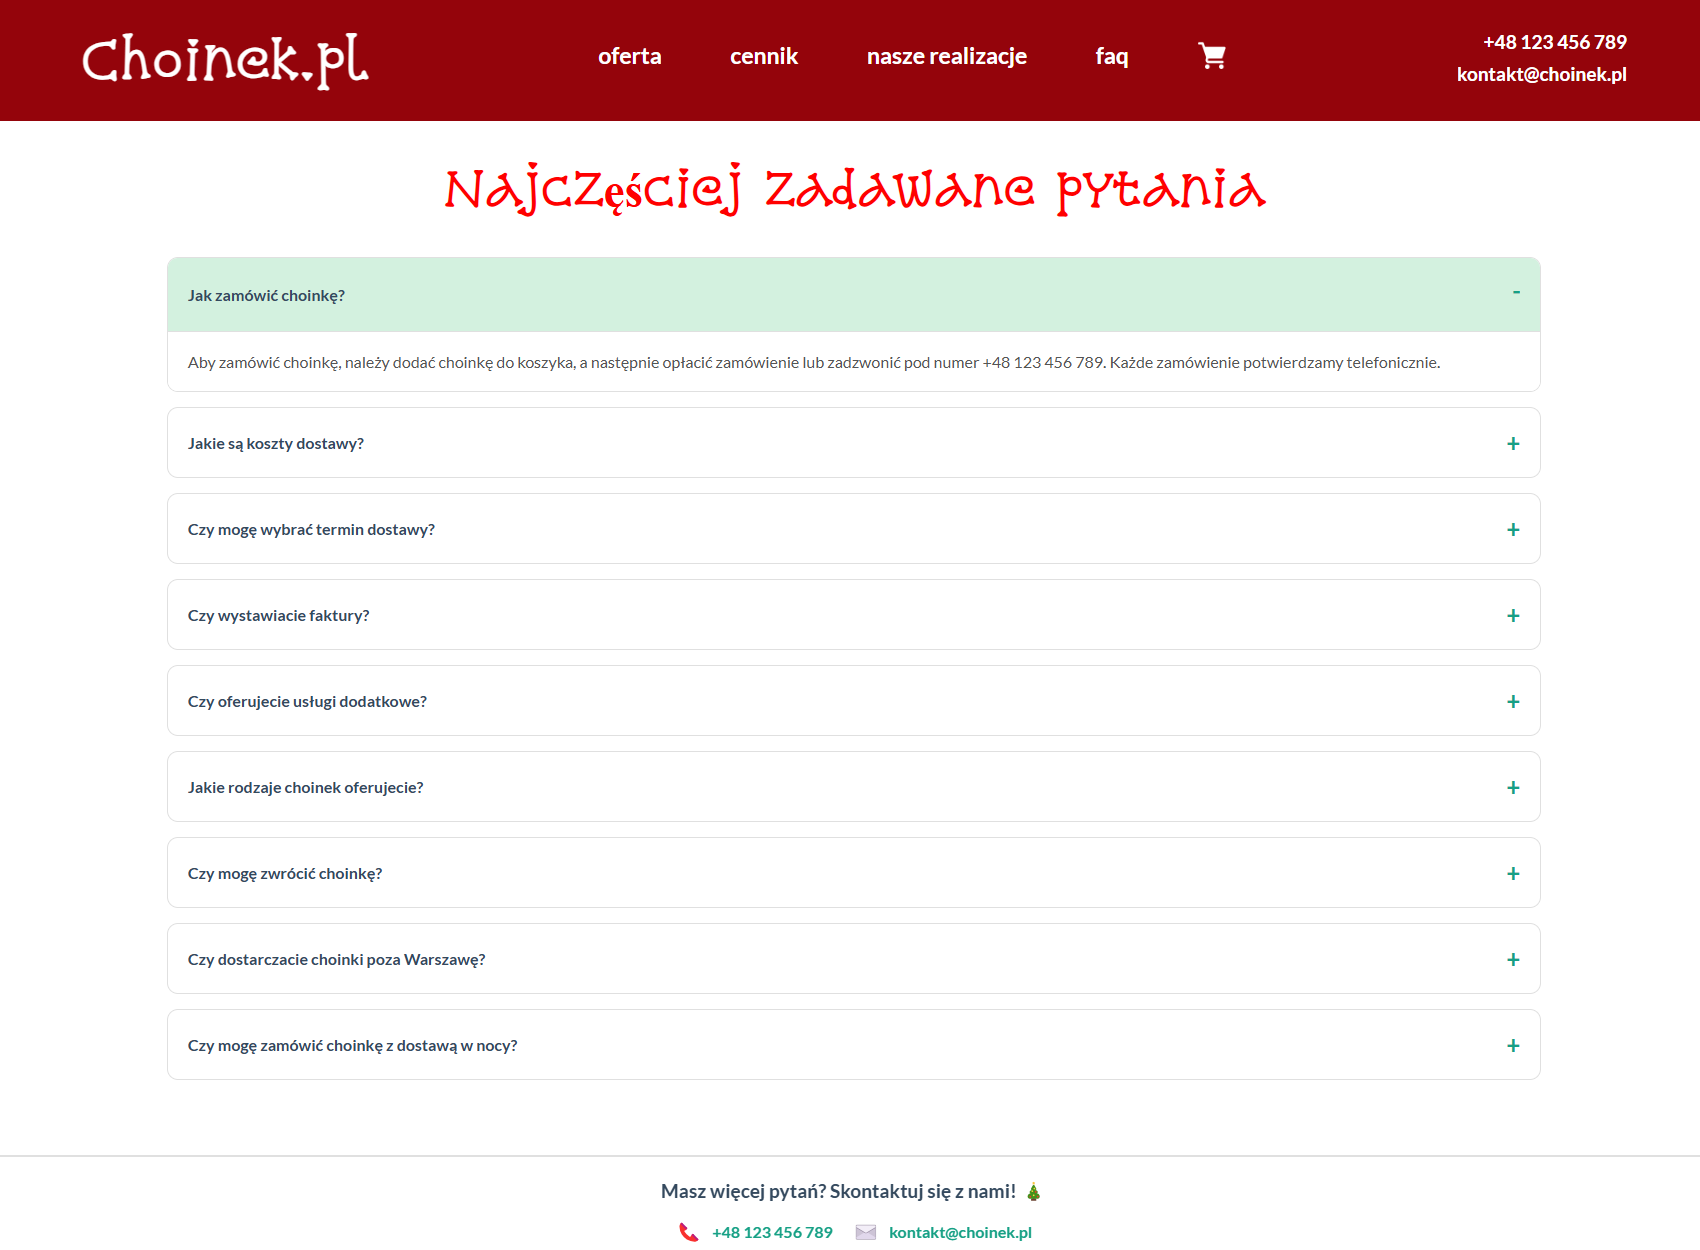 Choinek.pl
oferta cennik nasze realizacje faq
+48 123 456 789
kontakt@choinek.pl
Najczęściej zadawane pytania
Jak zamówić choinkę? -
Aby zamówić choinkę, należy dodać choinkę do koszyka, a następnie opłacić zamówienie lub zadzwonić pod numer +48 123 456 789. Każde zamówienie potwierdzamy telefonicznie.
Jakie są koszty dostawy? +
Czy mogę wybrać termin dostawy? +
Czy wystawiacie faktury? +
Czy oferujecie usługi dodatkowe? +
Jakie rodzaje choinek oferujecie? +
Czy mogę zwrócić choinkę? +
Czy dostarczacie choinki poza Warszawę? +
Czy mogę zamówić choinkę z dostawą w nocy? +
Masz więcej pytań? Skontaktuj się z nami! 🎄
📞 +48 123 456 789 ✉️ kontakt@choinek.pl